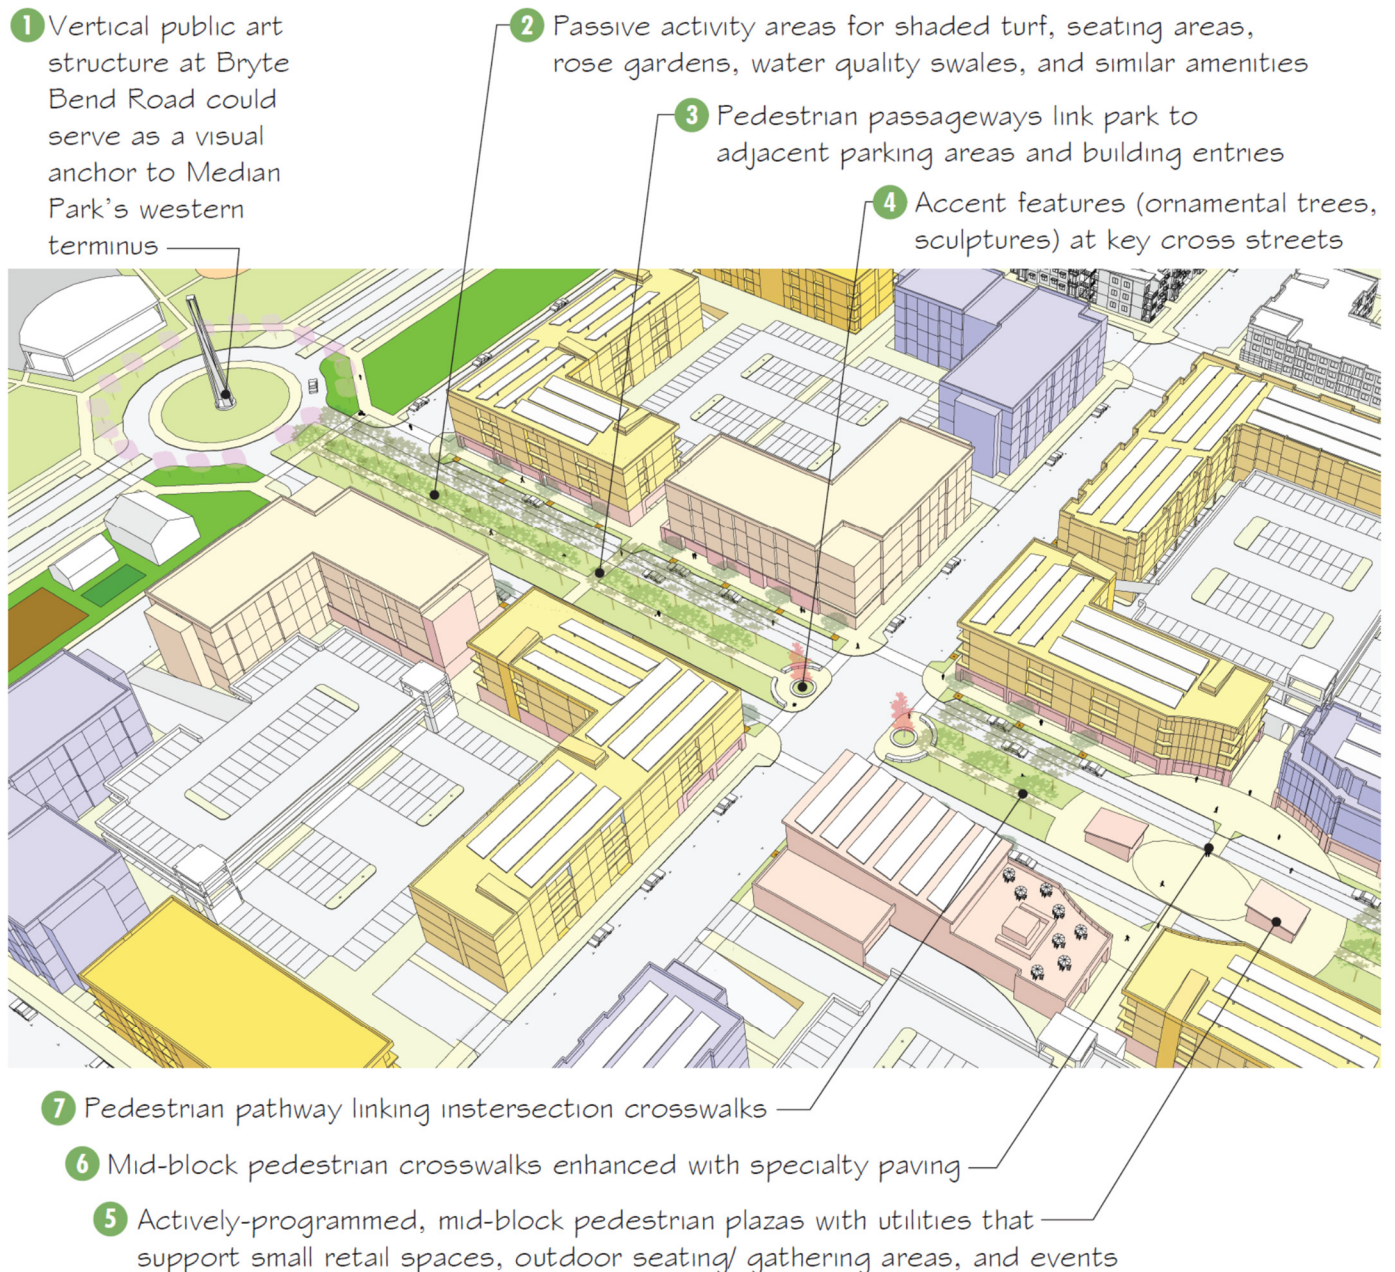 1 Vertical public art
structure at Bryte
Bend Road could
serve as a visual
anchor to Median
Park's western
terminus
2 Passive activity areas for shaded turf, seating areas,
rose gardens, water quality swales, and similar amenities
3 Pedestrian passageways link park to
adjacent parking areas and building entries
4 Accent features (ornamental trees,
sculptures) at key cross streets
7 Pedestrian pathway linking instersection crosswalks
6 Mid-block pedestrian crosswalks enhanced with specialty paving
5 Actively-programmed, mid-block pedestrian plazas with utilities that
support small retail spaces, outdoor seating/ gathering areas, and events